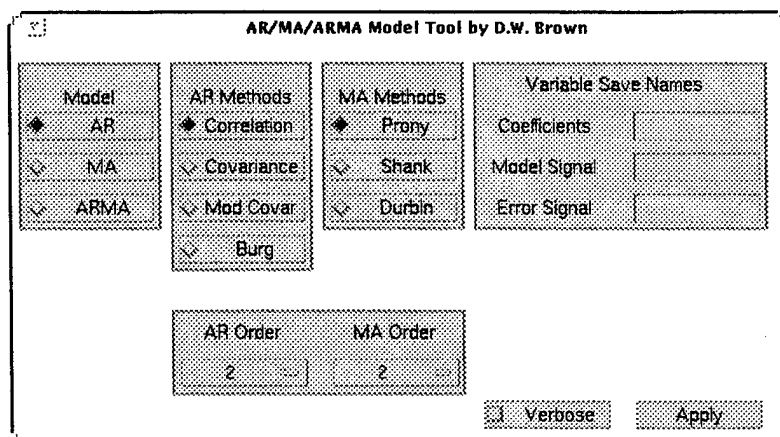 AR/MA/ARMA Model Tool by D.W. Brown
Model
AR
MA
ARMA
AR Methods
Correlation
Covariance
Mod Covar
Burg
MA Methods
Prony
Shank
Durbin
Variable Save Names
Coefficients
Model Signal
Error Signal
AR Order
2
MA Order
2
Verbose
Apply